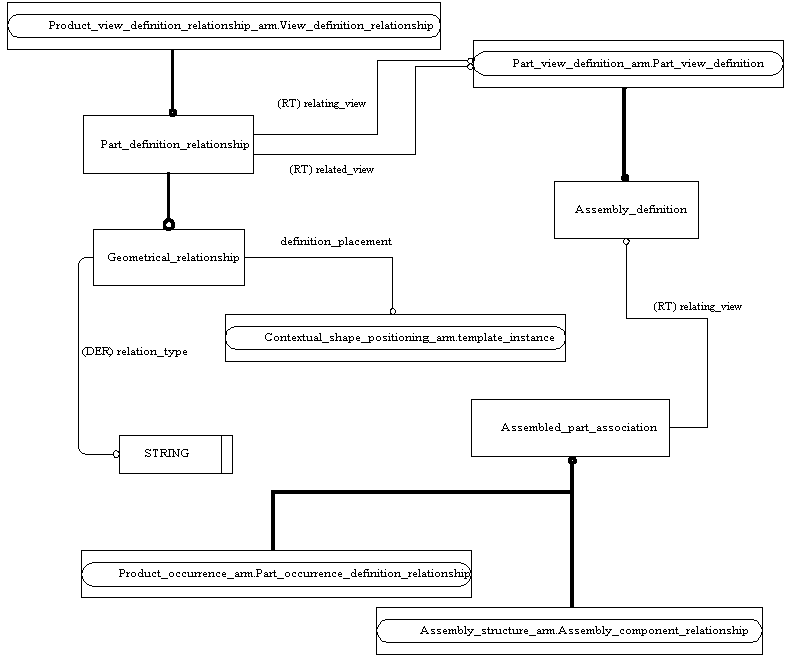 Product_view_definition_relationship_arm.View_definition_relationship
Part_view_definition_arm.Part_view_definition
(RT) relating_view
Part_definition_relationship
(RT) related_view
Assembly_definition
definition_placement
Geometrical_relationship
(RT) relating_view
Contextual_shape_positioning_arm.template_instance
(DER) relation_type
Assembled_part_association
STRING
Product_occurrence_arm.Part_occurrence_definition_relationship
Assembly_structure_arm.Assembly_component_relationship